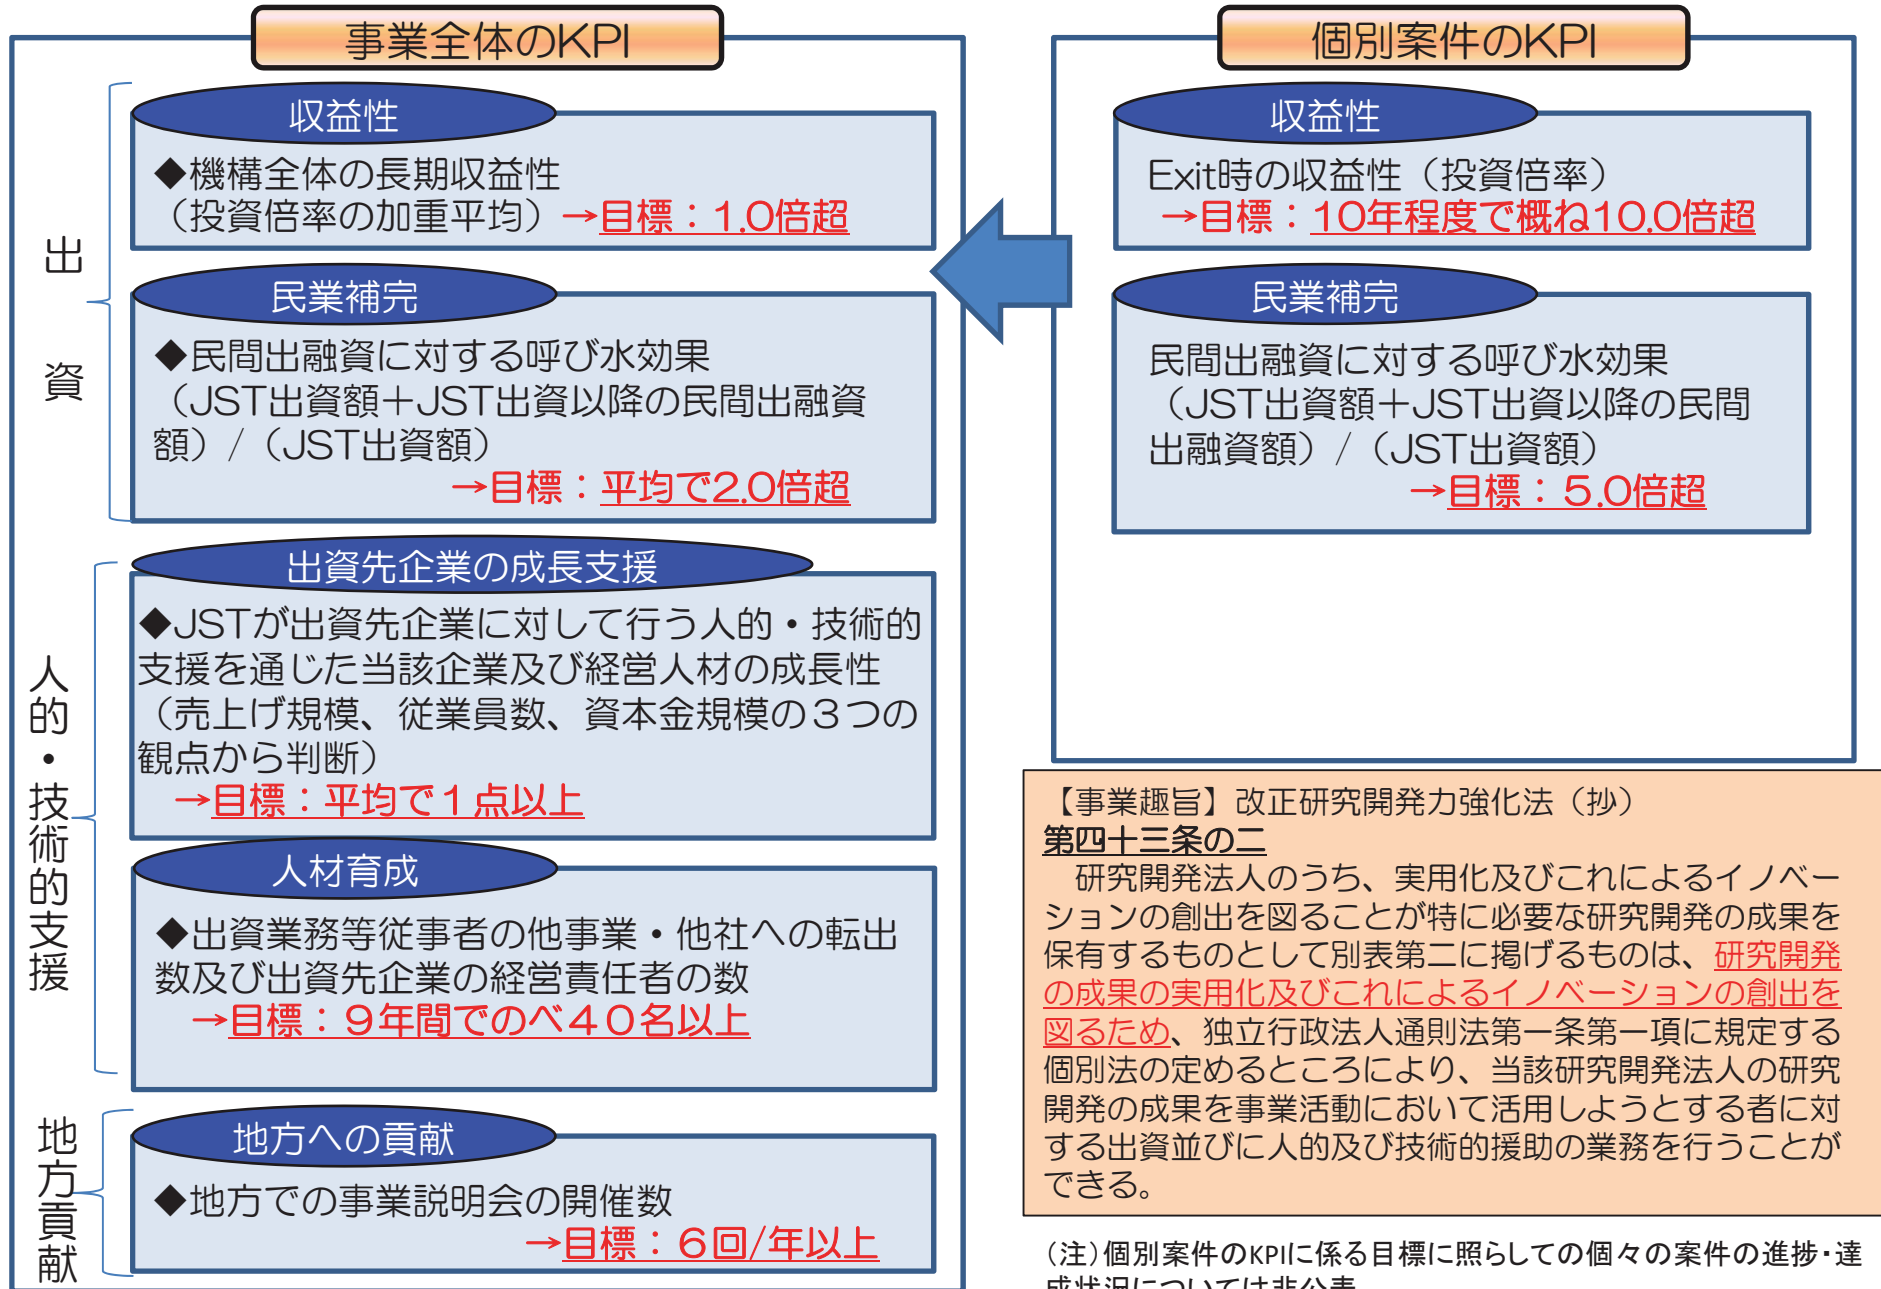 事業全体のKPI
出資
収益性
◆機構全体の長期収益性
（投資倍率の加重平均）→目標：1.0倍超
民業補完
◆民間出融資に対する呼び水効果
（JST出資額＋JST出資以降の民間出融資
額）/（JST出資額）
→目標：平均で2.0倍超
人的・技術的支援
出資先企業の成長支援
◆JSTが出資先企業に対して行う人的・技術的
支援を通じた当該企業及び経営人材の成長性
（売上げ規模、従業員数、資本金規模の３つの
観点から判断）
→目標：平均で１点以上
人材育成
◆出資業務等従事者の他事業・他社への転出
数及び出資先企業の経営責任者の数
→目標：９年間でのべ４０名以上
地方貢献
地方への貢献
◆地方での事業説明会の開催数
→目標：６回/年以上
個別案件のKPI
収益性
Exit時の収益性（投資倍率）
→目標：10年程度で概ね10.0倍超
民業補完
民間出融資に対する呼び水効果
（JST出資額＋JST出資以降の民間
出融資額）/（JST出資額）
→目標：５.0倍超
【事業趣旨】改正研究開発力強化法（抄）
第四十三条の二
研究開発法人のうち、実用化及びこれによるイノベー
ションの創出を図ることが特に必要な研究開発の成果を
保有するものとして別表第二に掲げるものは、研究開発
の成果の実用化及びこれによるイノベーションの創出を
図るため、独立行政法人通則法第一条第一項に規定する
個別法の定めるところにより、当該研究開発法人の研究
開発の成果を事業活動において活用しようとする者に対
する出資並びに人的及び技術的援助の業務を行うことが
できる。
（注）個別案件のKPIに係る目標に照らしての個々の案件の進捗・達
成状況については非公表